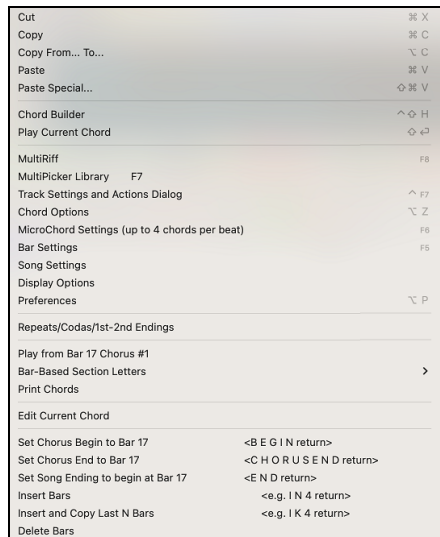 Cut ⌘ X
Copy ⌘ C
Copy From... To... ⌥ C
Paste ⌘ V
Paste Special... ⇧⌘ V
Chord Builder ^⇧ H
Play Current Chord ⇧⏎
MultiRiff F8
MultiPicker Library F7
Track Settings and Actions Dialog ^ F7
Chord Options ⌥ Z
MicroChord Settings (up to 4 chords per beat) F6
Bar Settings F5
Song Settings
Display Options
Preferences ⌥ P
Repeats/Codas/1st-2nd Endings
Play from Bar 17 Chorus #1
Bar-Based Section Letters >
Print Chords
Edit Current Chord
Set Chorus Begin to Bar 17 <B E G I N return>
Set Chorus End to Bar 17 <C H O R U S E N D return>
Set Song Ending to begin at Bar 17 <E N D return>
Insert Bars <e.g. I N 4 return>
Insert and Copy Last N Bars <e.g. I K 4 return>
Delete Bars